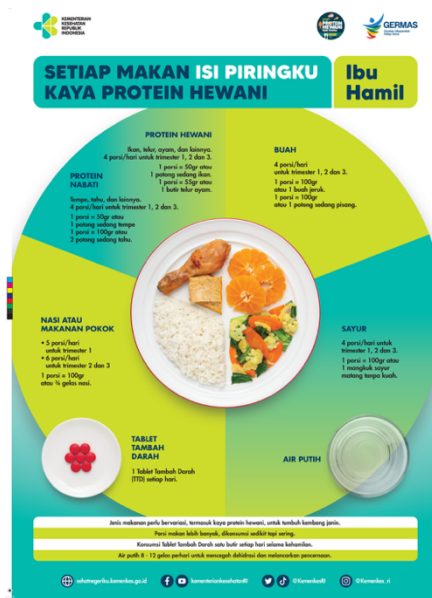 KEMENTERIAN
KESEHATAN
REPUBLIK
INDONESIA
GERMAS
SETIAP MAKAN ISI PIRINGKU
KAYA PROTEIN HEWANI
Ibu
Hamil
PROTEIN HEWANI
Ikan, telur, ayam, dan lainnya.
4 porsi/hari untuk trimester 1, 2 dan 3.
1 porsi = 50gr atau
1 potong sedang ikan.
1 porsi = 55gr atau
1 butir telur ayam.
PROTEIN
NABATI
Tempe, tahu, dan lainnya.
4 porsi/hari untuk trimester 1, 2 dan 3.
1 porsi = 50gr atau
1 potong sedang tempe
1 porsi = 100gr atau
2 potong sedang tahu.
BUAH
4 porsi/hari
untuk trimester 1, 2 dan 3.
1 porsi = 100gr
atau 1 buah jeruk.
1 porsi = 100gr
atau 1 potong sedang pisang.
NASI ATAU
MAKANAN POKOK
• 5 porsi/hari
untuk trimester 1
• 6 porsi/hari
untuk trimester 2 dan 3
1 porsi = 100gr
atau ¾ gelas nasi.
SAYUR
4 porsi/hari untuk
trimester 1, 2 dan 3.
1 porsi = 100gr atau
1 mangkuk sayur
matang tanpa kuah.
TABLET
TAMBAH
DARAH
1 Tablet Tambah Darah
(TTD) setiap hari.
AIR PUTIH
Jenis makanan perlu bervariasi, termasuk kaya protein hewani, untuk tumbuh kembang janin.
Porsi makan lebih banyak, dikonsumsi sedikit tapi sering.
Konsumsi Tablet Tambah Darah satu butir setiap hari selama kehamilan.
Air putih 8 - 12 gelas perhari untuk mencegah dehidrasi dan melancarkan pencernaan.
sehatnegeriku.kemenkes.go.id
kementeriankesehatanRI
@KemenkesRI
@Kemenkes_ri